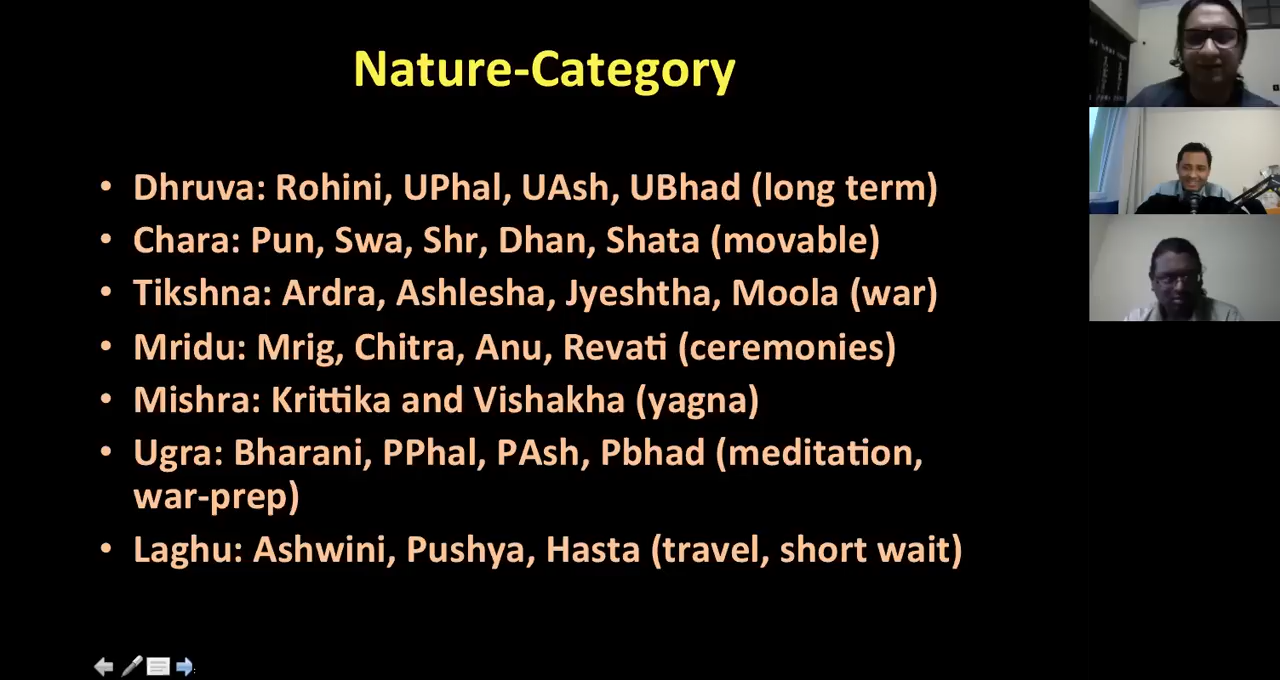 Nature-Category
• Dhruva: Rohini, UPhal, UAsh, UBhad (long term)
• Chara: Pun, Swa, Shr, Dhan, Shata (movable)
• Tikshna: Ardra, Ashlesha, Jyeshtha, Moola (war)
• Mridu: Mrig, Chitra, Anu, Revati (ceremonies)
• Mishra: Krittika and Vishakha (yagna)
• Ugra: Bharani, PPhal, PAsh, Pbhad (meditation,
war-prep)
• Laghu: Ashwini, Pushya, Hasta (travel, short wait)